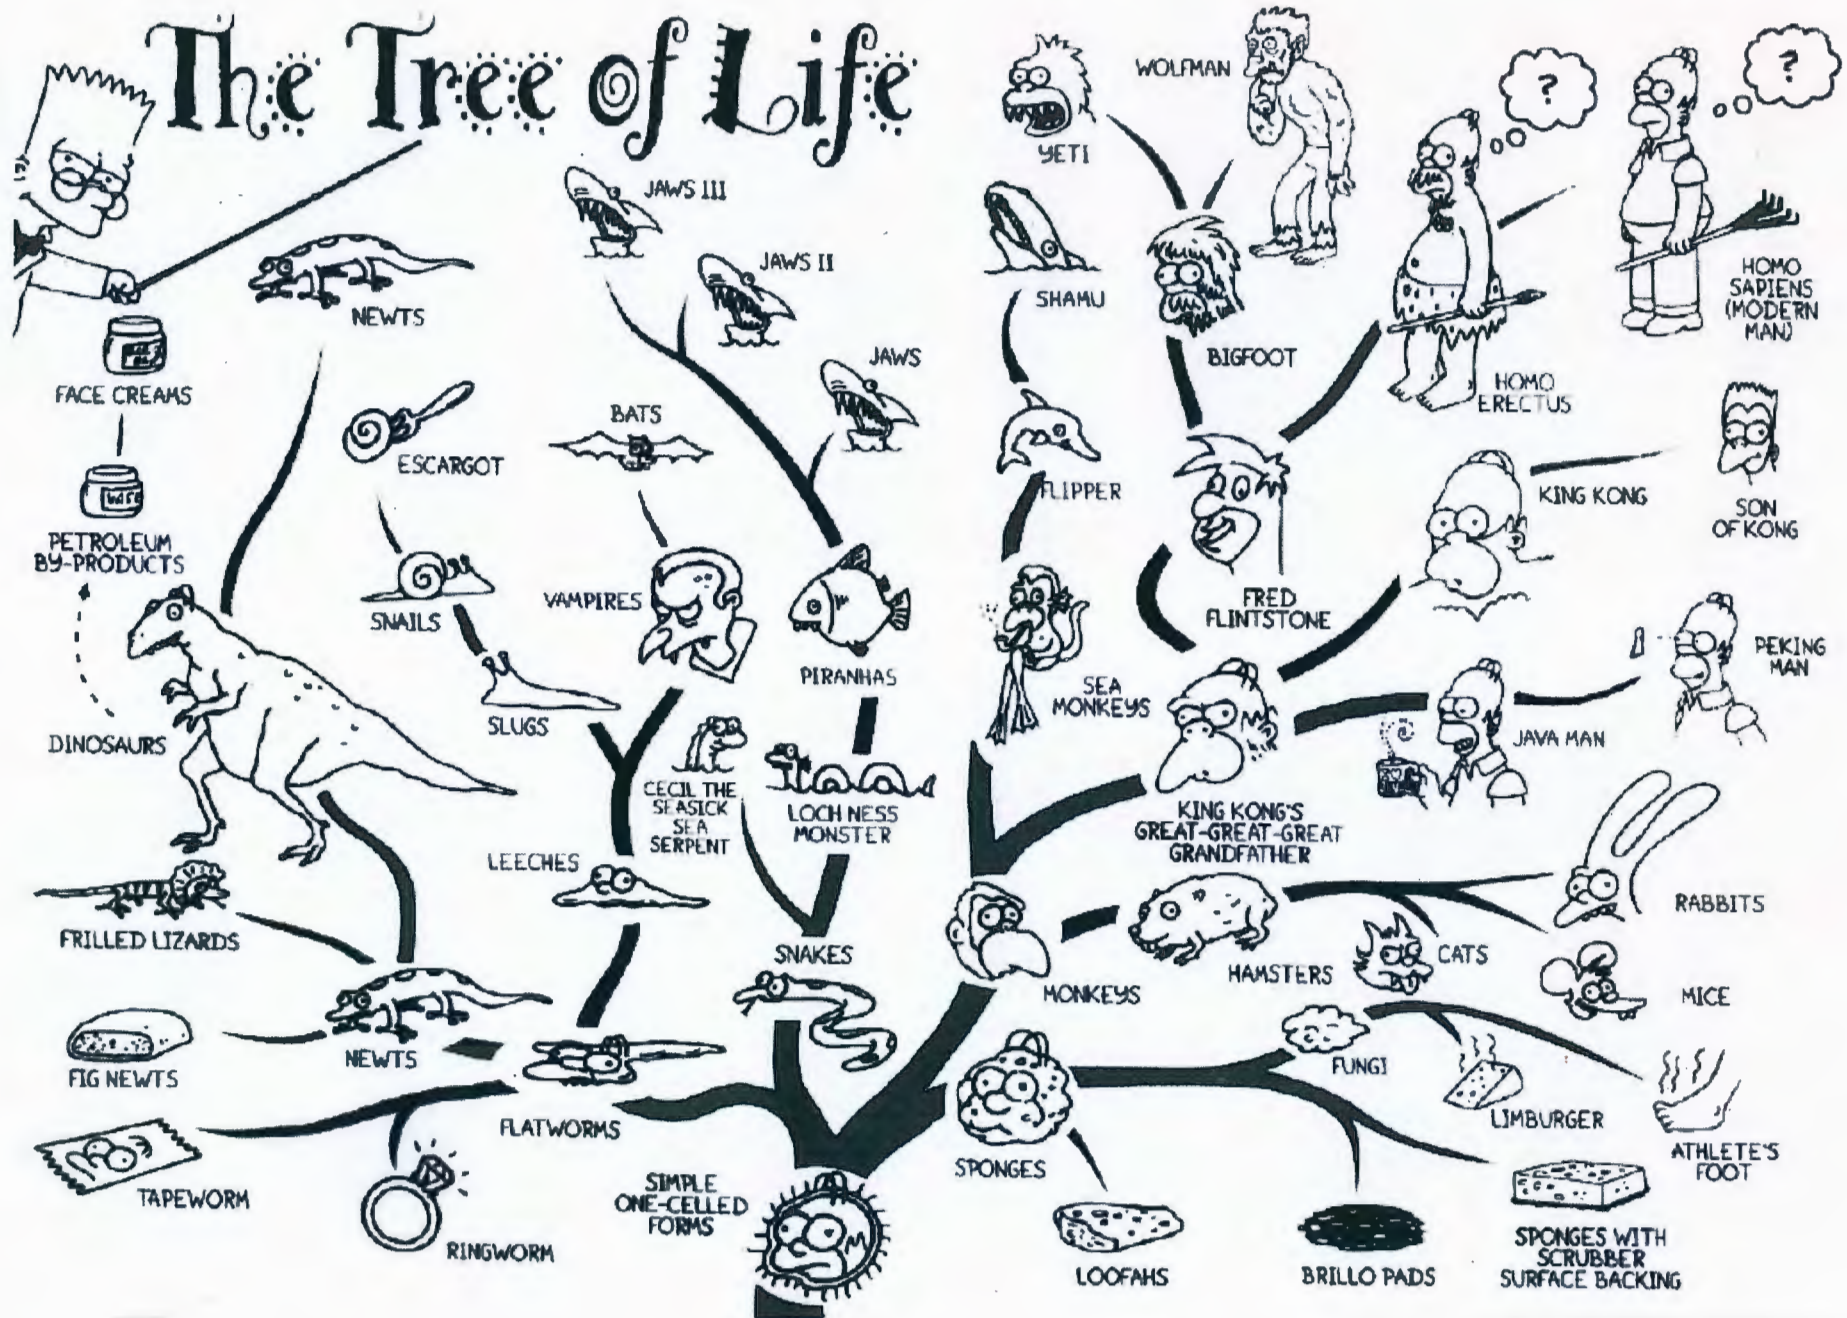 The Tree of Life
?
?
YETI
WOLFMAN
JAWS III
JAWS II
JAWS
NEWTS
SHAMU
BIGFOOT
HOMO
ERECTUS
HOMO
SAPIENS
(MODERN
MAN)
FACE CREAMS
ESCARGOT
BATS
FLIPPER
KING KONG
SON
OF KONG
PETROLEUM
BY-PRODUCTS
SNAILS
VAMPIRES
PIRANHAS
FRED
FLINTSTONE
SEA
MONKEYS
PEKING
MAN
DINOSAURS
SLUGS
CECIL THE
SEASICK
SEA
SERPENT
LOCH NESS
MONSTER
JAVA MAN
KING KONG'S
GREAT-GREAT-GREAT
GRANDFATHER
LEECHES
FRILLED LIZARDS
SNAKES
MONKEYS
HAMSTERS
CATS
RABBITS
MICE
FIG NEWTS
NEWTS
FLATWORMS
FUNGI
LIMBURGER
ATHLETE'S
FOOT
TAPEWORM
RINGWORM
SIMPLE
ONE-CELLED
FORMS
SPONGES
LOOFAHS
BRILLO PADS
SPONGES WITH
SCRUBBER
SURFACE BACKING